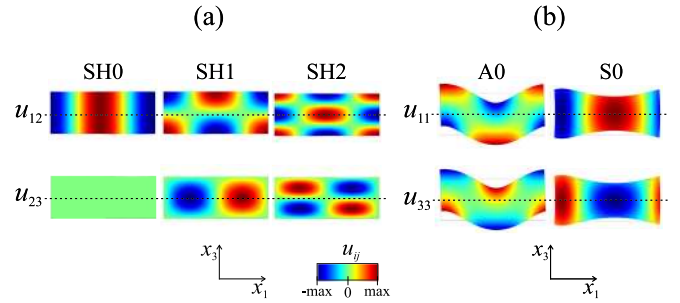 (a) (b)
SH0 SH1 SH2 A0 S0
u12 u11
u23 u33
x3 uij x3
x1 -max 0 max x1